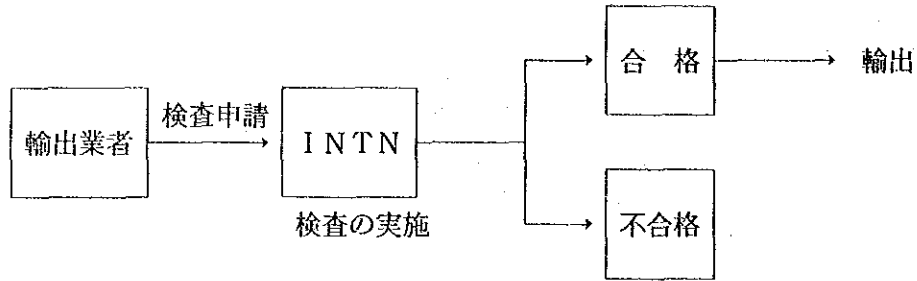 輸出業者
検査申請
INTN
検査の実施
合 格
輸出
不合格